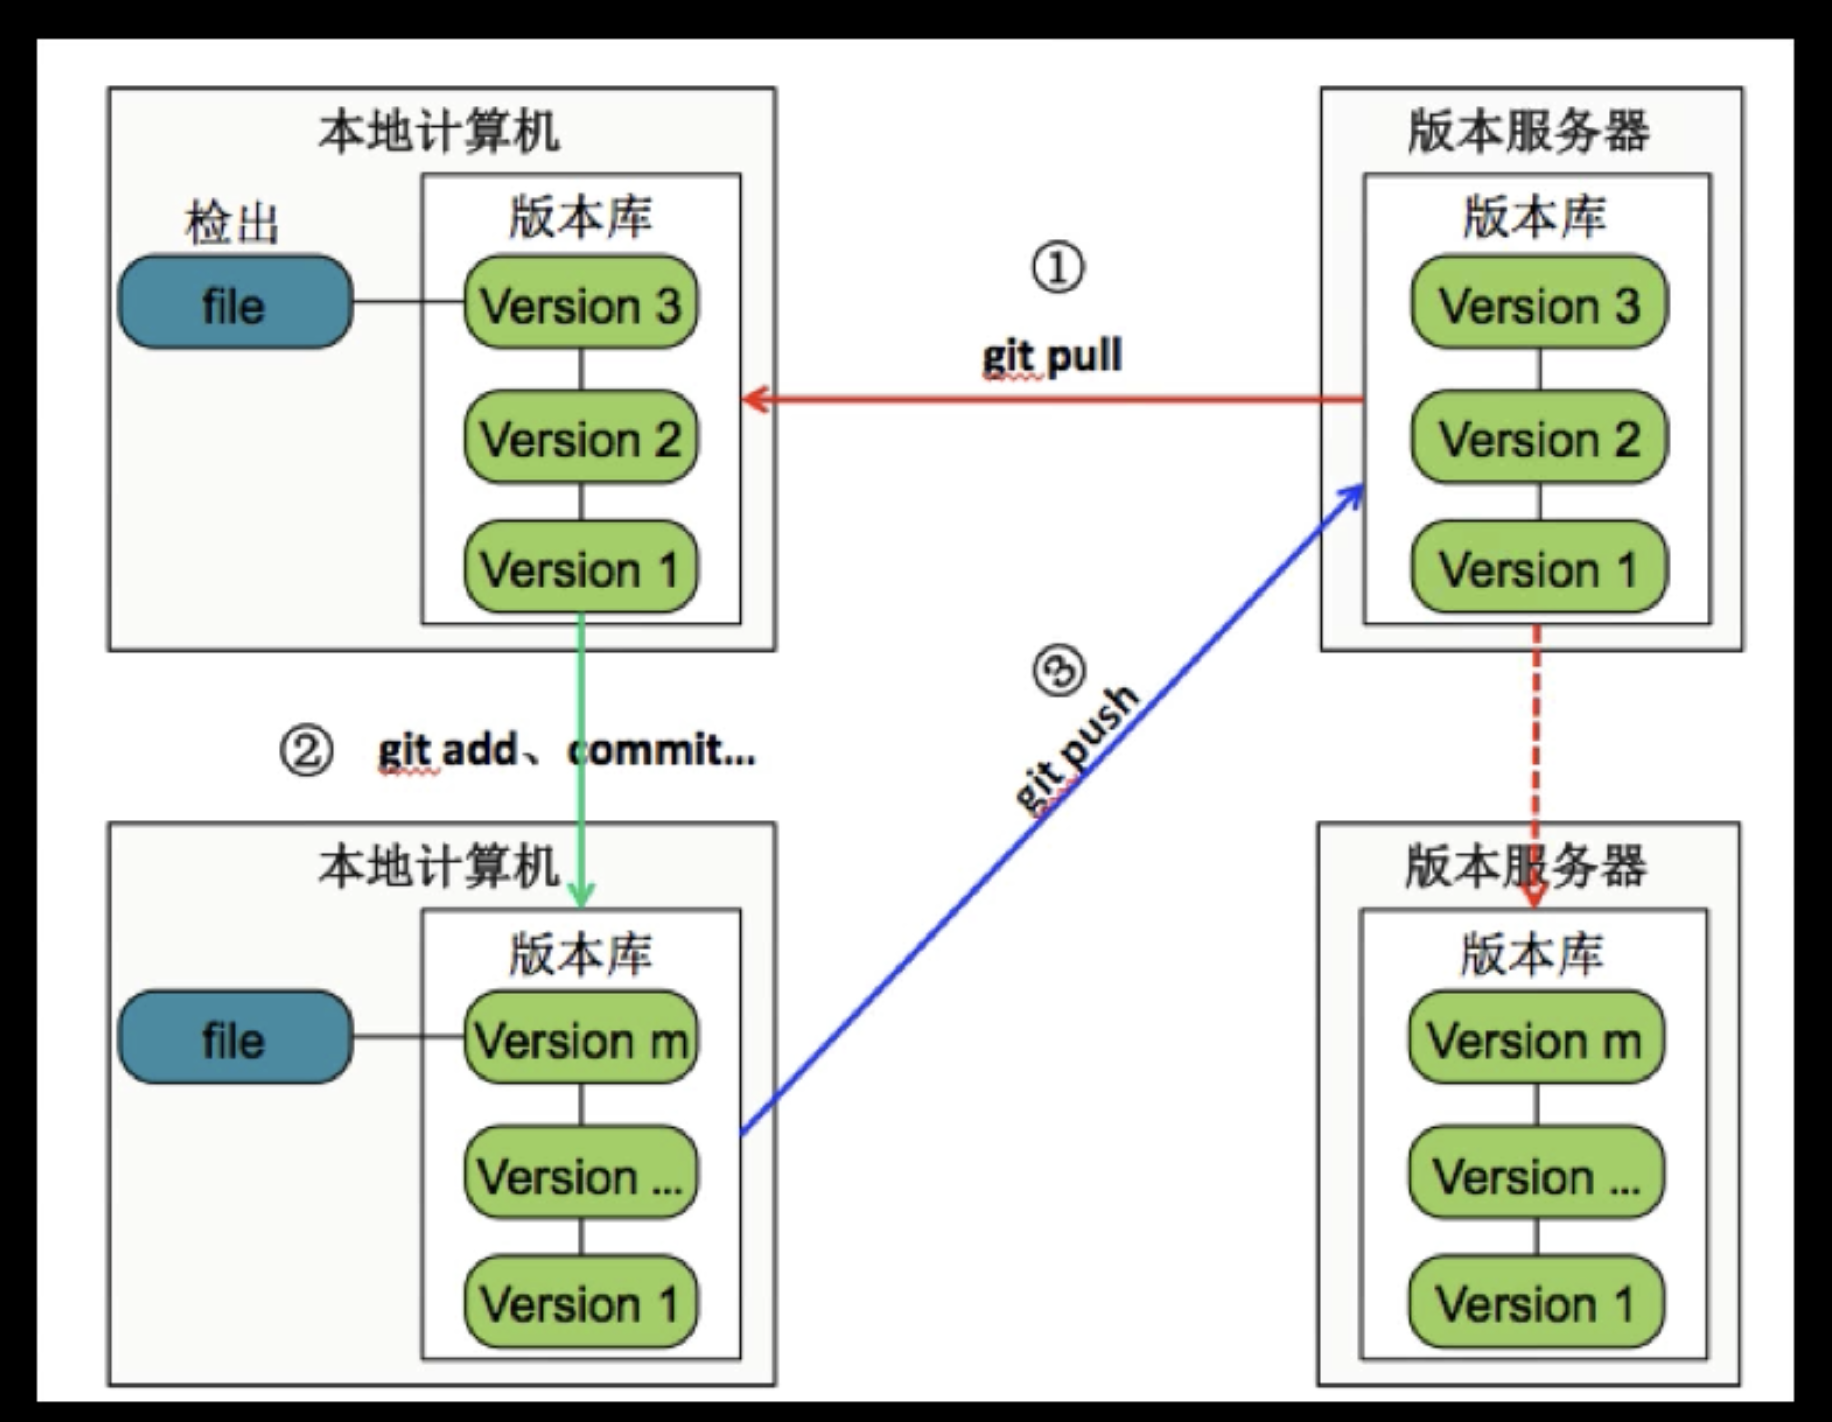 本地计算机
检出
版本库
file
Version 3
Version 2
Version 1
①
git pull
版本服务器
版本库
Version 3
Version 2
Version 1
② git add、commit...
③
git push
本地计算机
版本库
file
Version m
Version ...
Version 1
版本服务器
版本库
Version m
Version ...
Version 1